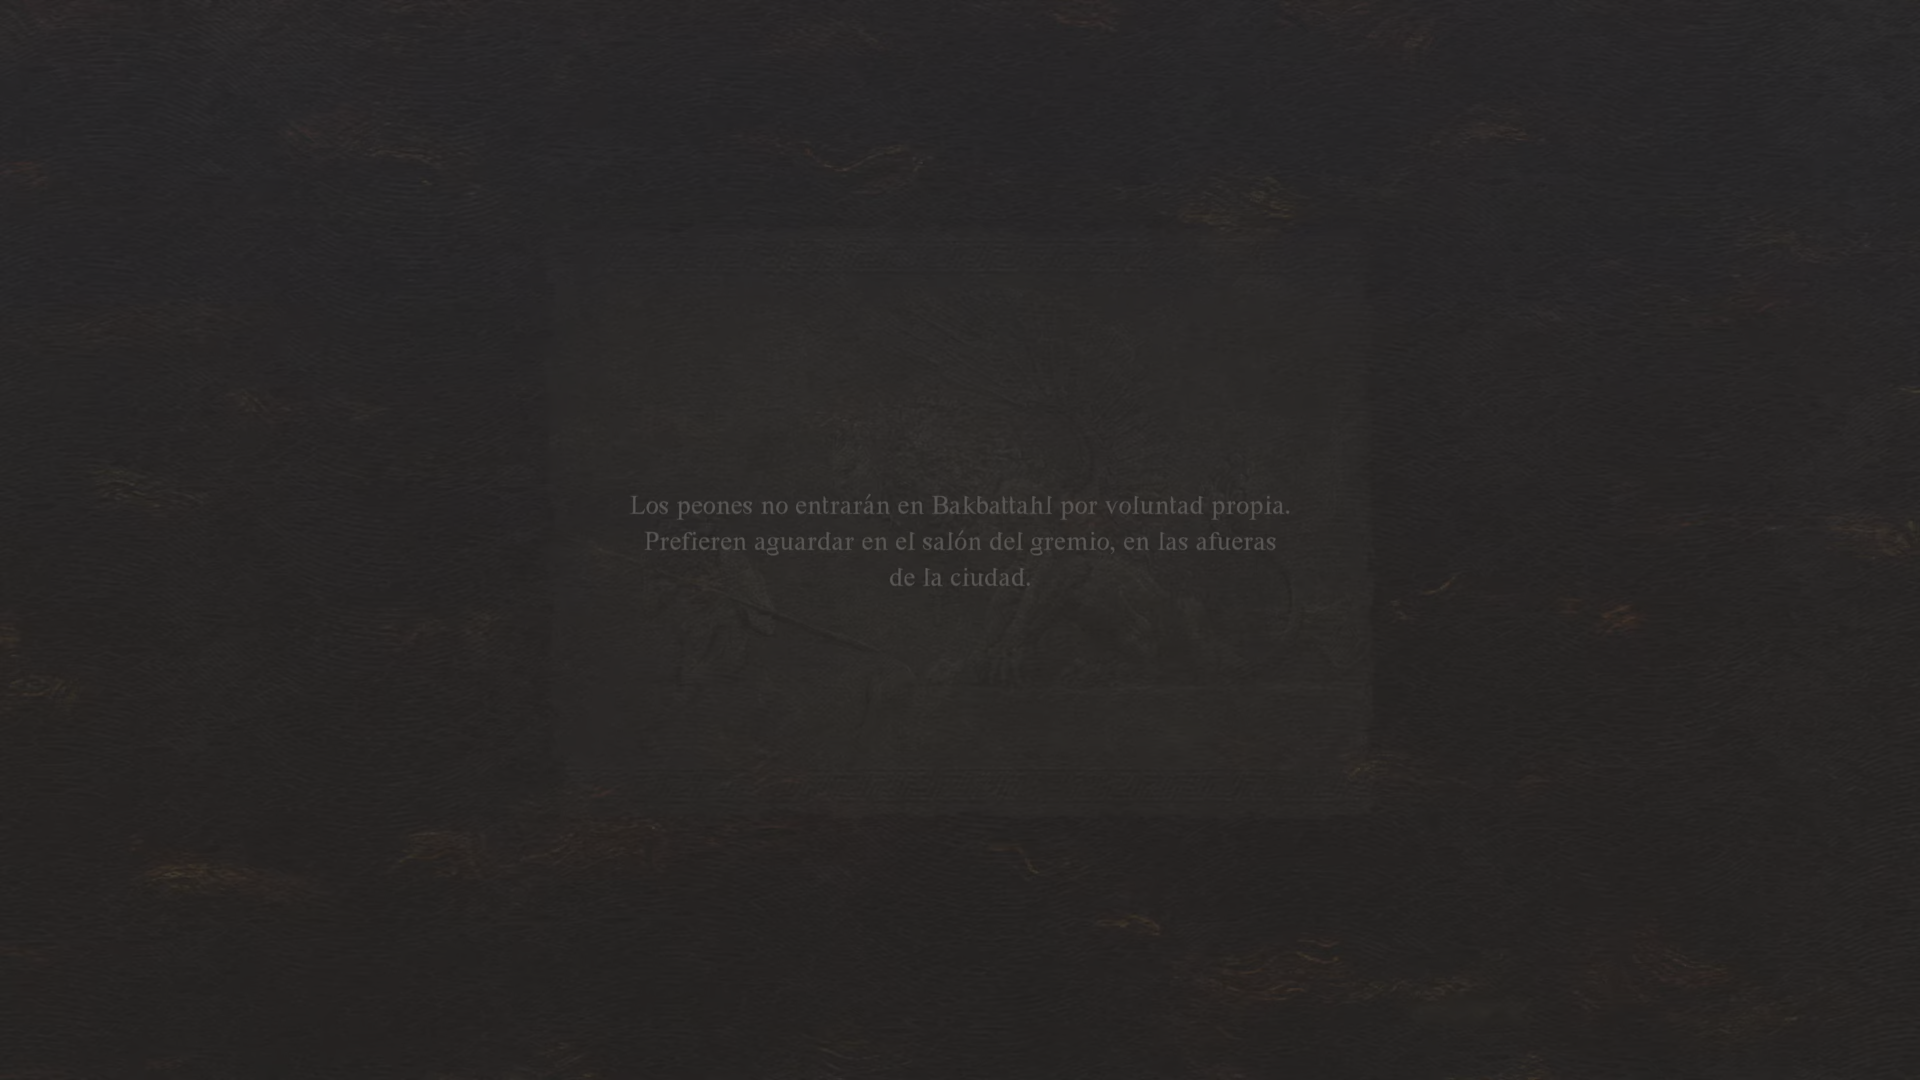 Los peones no entrarán en Bakbattahl por voluntad propia.
Prefieren aguardar en el salón del gremio, en las afueras
de la ciudad.